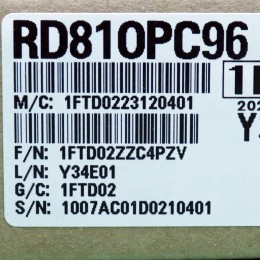 RD81OPC96
M/C: 1FTD0223120401
F/N: 1FTD02ZZC4PZV
L/N: Y34E01
G/C: 1FTD02
S/N: 1007AC01D0210401